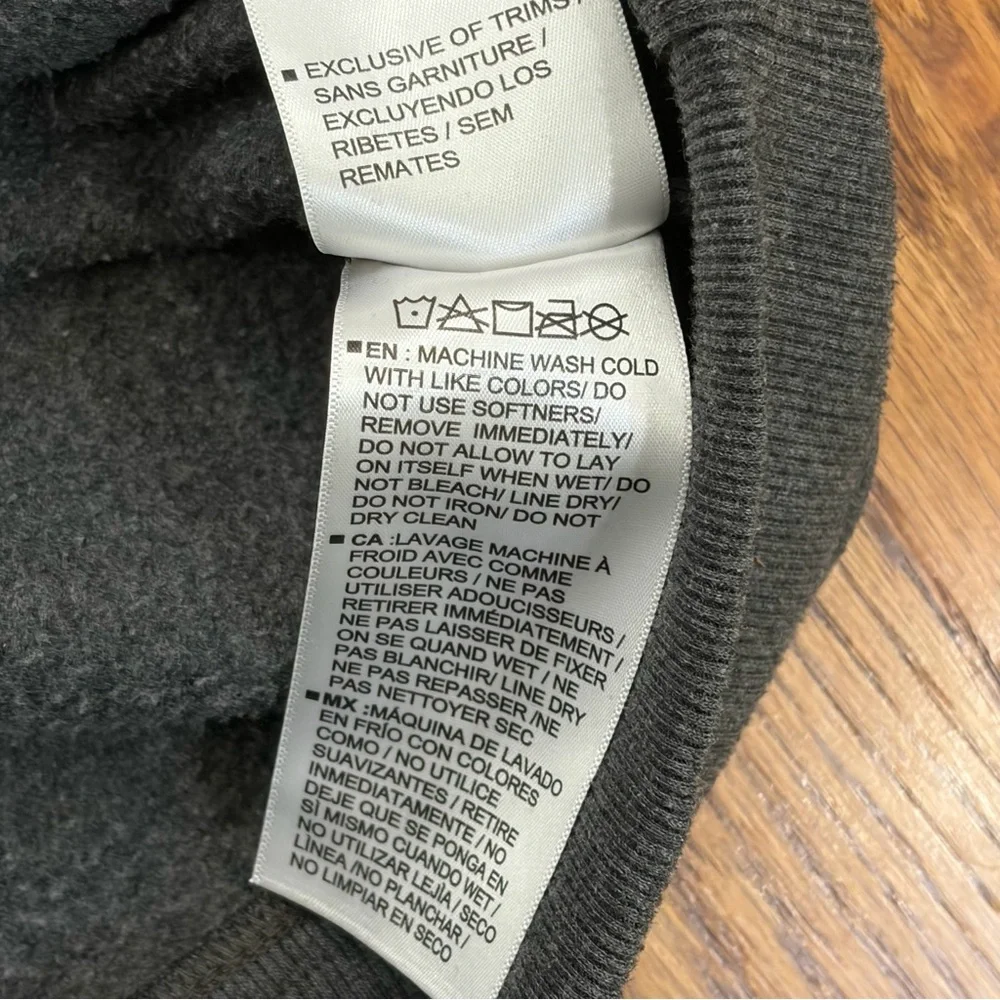 EXCLUSIVE OF TRIMS /
SANS GARNITURE /
EXCLUYENDO LOS
RIBETES / SEM
REMATES
EN : MACHINE WASH COLD
WITH LIKE COLORS/ DO
NOT USE SOFTNERS/
REMOVE IMMEDIATELY/
DO NOT ALLOW TO LAY
ON ITSELF WHEN WET/ DO
NOT BLEACH/ LINE DRY/
DO NOT IRON/ DO NOT
DRY CLEAN
CA :LAVAGE MACHINE À
FROID AVEC COMME
COULEURS / NE PAS
UTILISER ADOUCISSEURS /
RETIRER IMMÉDIATEMENT /
NE PAS LAISSER DE FIXER
ON SE QUAND WET / NE
PAS BLANCHIR/ LINE DRY
NE PAS REPASSER /NE
PAS NETTOYER SEC
MX :MÁQUINA DE LAVADO
EN FRÍO CON COLORES
COMO / NO UTILICE
SUAVIZANTES / RETIRE
INMEDIATAMENTE / NO
DEJE QUE SE PONGA EN
SÌ MISMO CUANDO WET /
NO UTILIZAR LEJÍA / SECO
LÍNEA /NO PLANCHAR /
NO LIMPIAR EN SECO